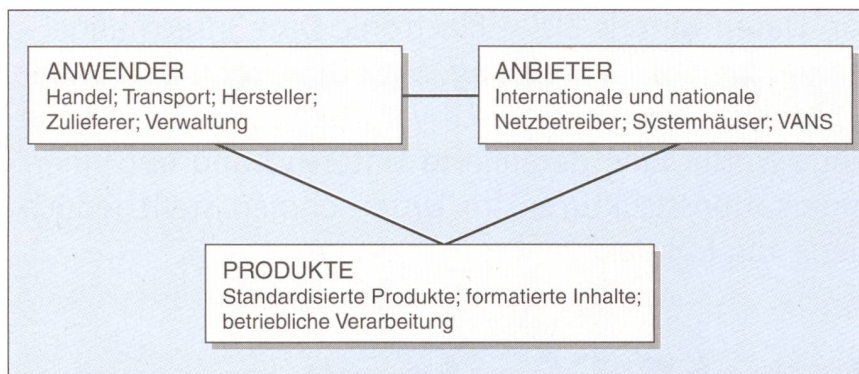 ANWENDER
Handel; Transport; Hersteller;
Zulieferer; Verwaltung
ANBIETER
Internationale und nationale
Netzbetreiber; Systemhäuser; VANS
PRODUKTE
Standardisierte Produkte; formatierte Inhalte;
betriebliche Verarbeitung